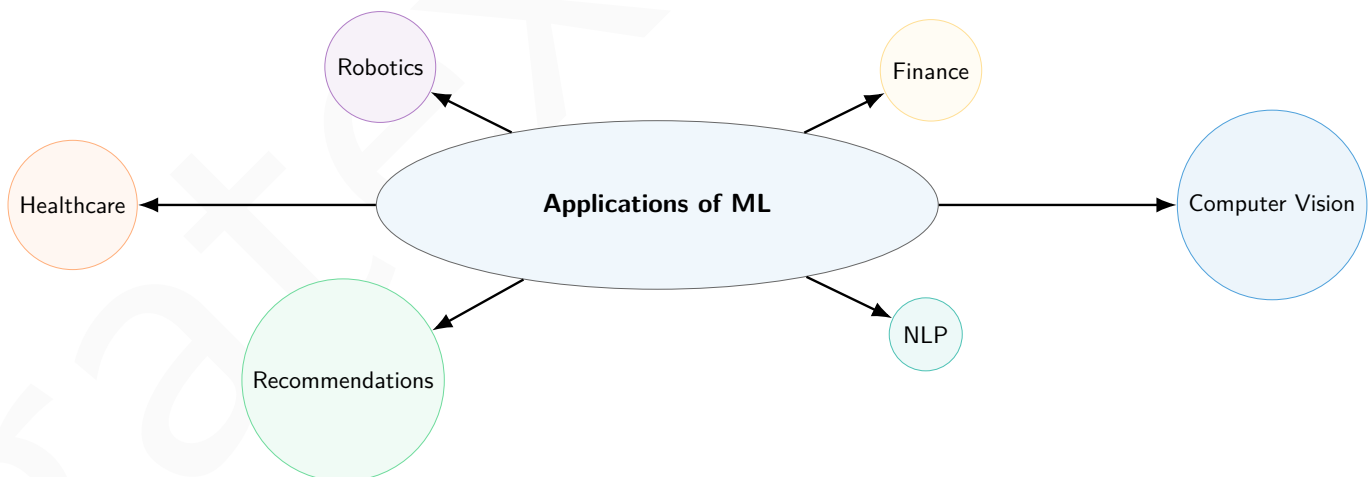 Robotics
Finance
Healthcare
Applications of ML
Computer Vision
NLP
Recommendations